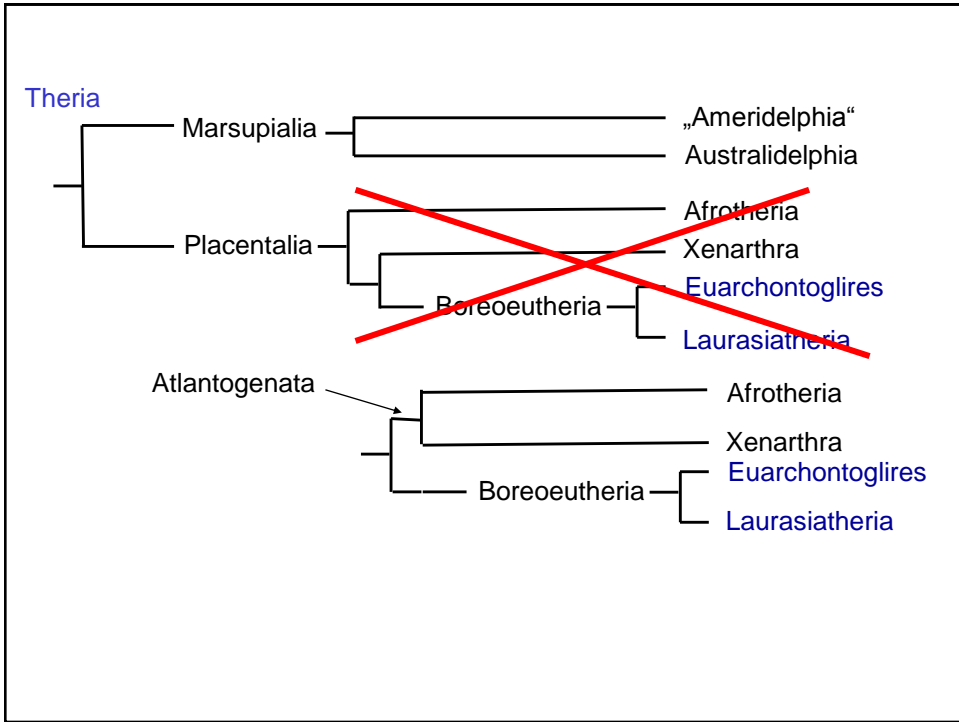 Theria
Marsupialia
„Ameridelphia“
Australidelphia
Placentalia
Afrotheria
Xenarthra
Boreoeutheria
Euarchontoglires
Laurasiatheria
Atlantogenata
Afrotheria
Xenarthra
Boreoeutheria
Euarchontoglires
Laurasiatheria